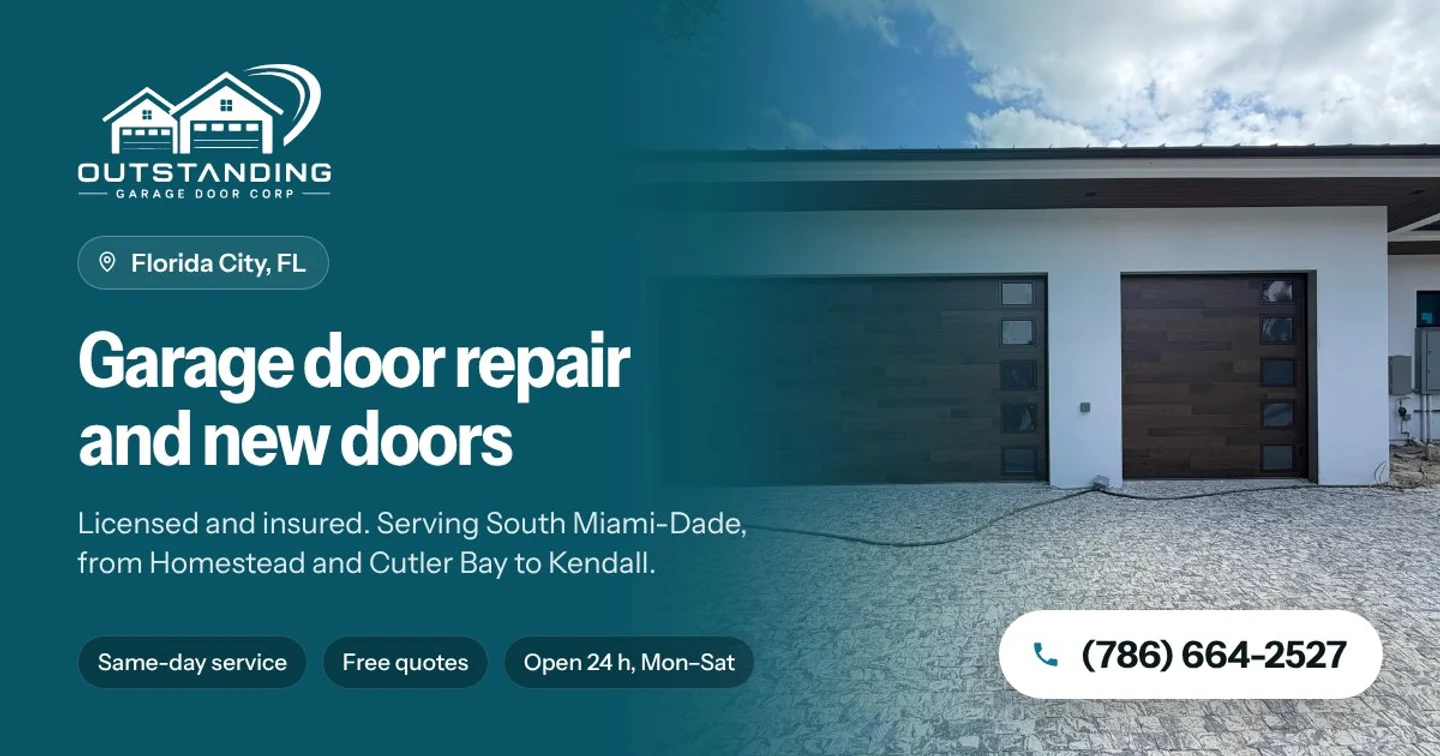 OUTSTANDING
GARAGE DOOR CORP
Florida City, FL
Garage door repair
and new doors
Licensed and insured. Serving South Miami-Dade,
from Homestead and Cutler Bay to Kendall.
Same-day service
Free quotes
Open 24 h, Mon–Sat
(786) 664-2527